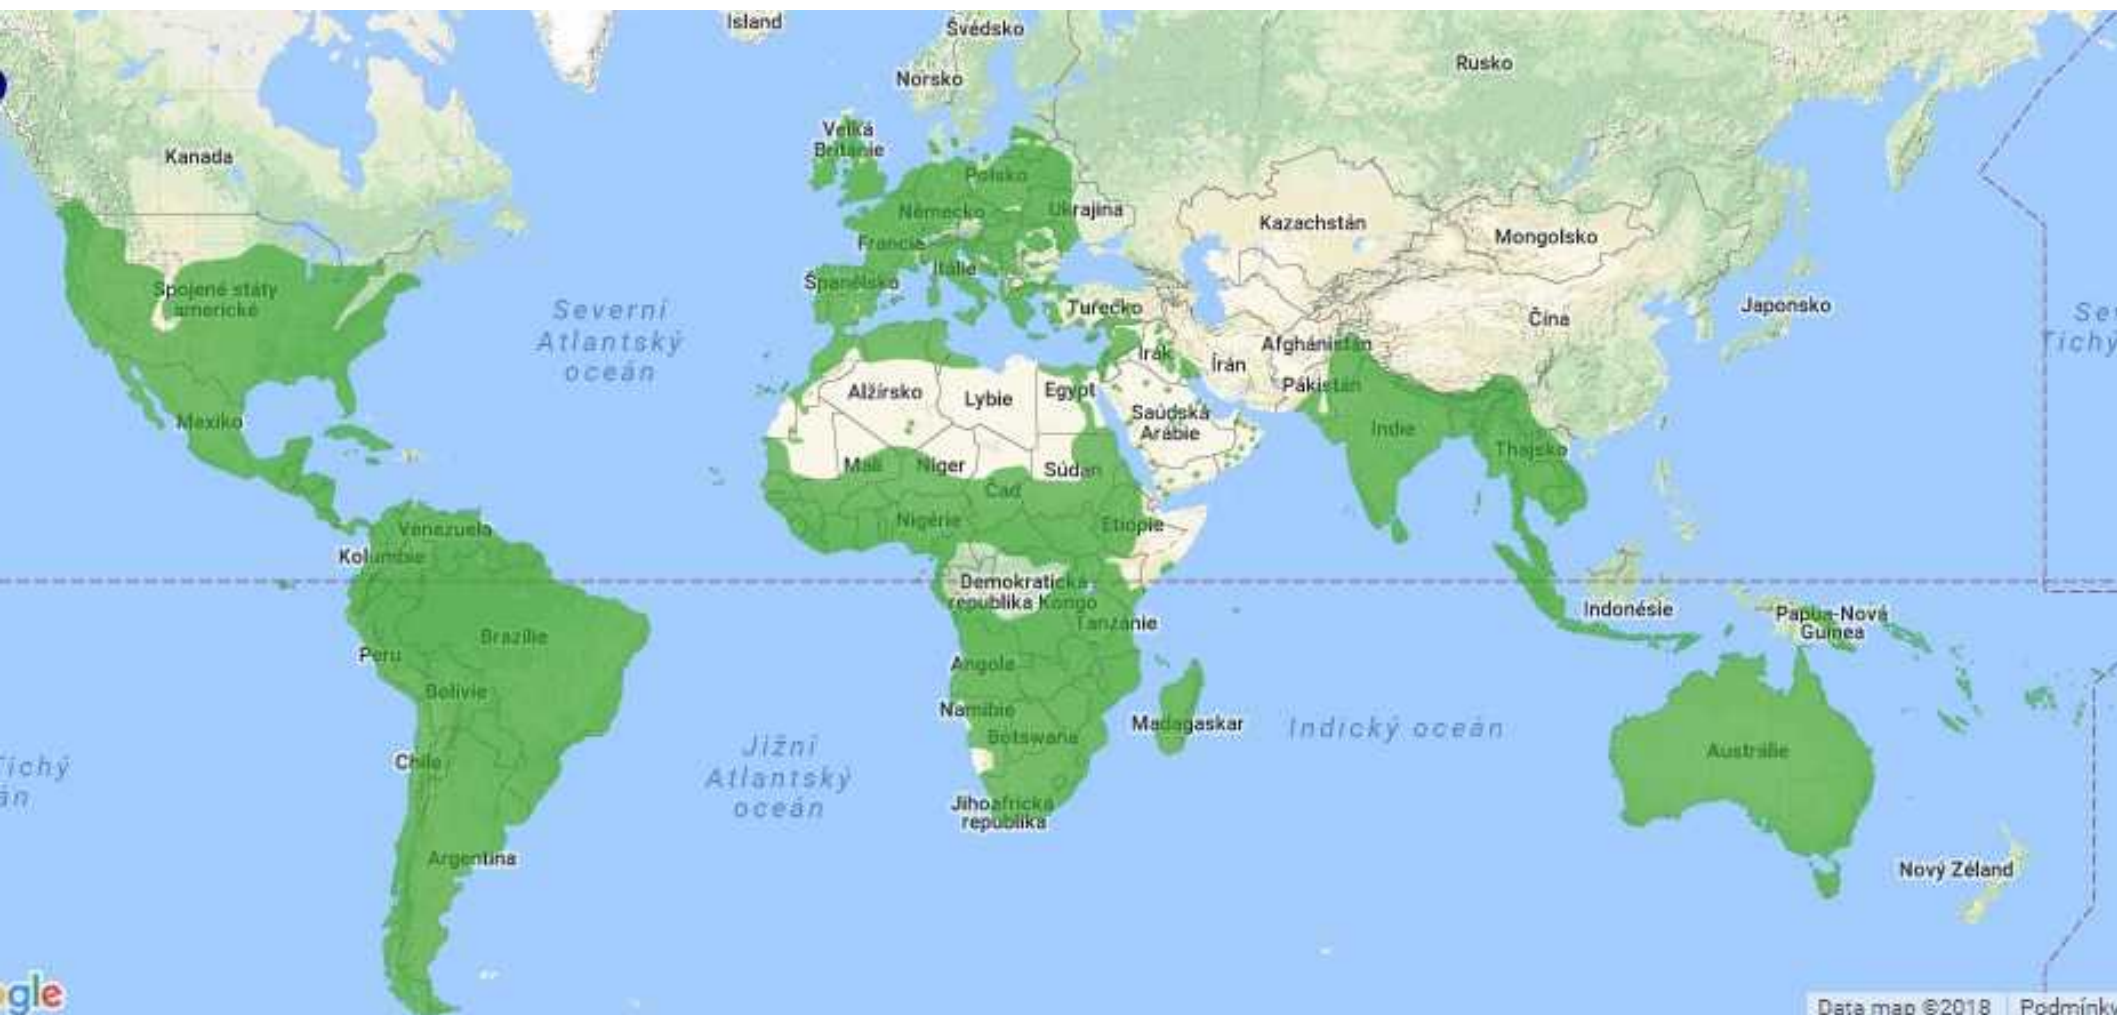 Island
Švédsko
Norsko
Rusko
Velká
Británie
Kanada
Polsko
Německo
Ukrajina
Kazachstán
Mongolsko
Francie
Itálie
Španělsko
Spojené státy
americké
Turecko
Čína
Japonsko
Severní
Atlantský
oceán
Irák
Írán
Afghánistán
Pákistán
Alžírsko
Lybie
Egypt
Saúdská
Arábie
Mexiko
Indie
Thajsko
Mali
Niger
Súdan
Čad
Nigérie
Etiopie
Venezuela
Kolumbie
Demokratická
republika Kongo
Tanzánie
Indonésie
Papua-Nová
Guinea
Brazílie
Peru
Bolívie
Angola
Namibie
Botswana
Madagaskar
Indický oceán
Austrálie
Chile
Jižní
Atlantský
oceán
Jihoafrická
republika
Argentina
Nový Zéland
gle
Data map ©2018